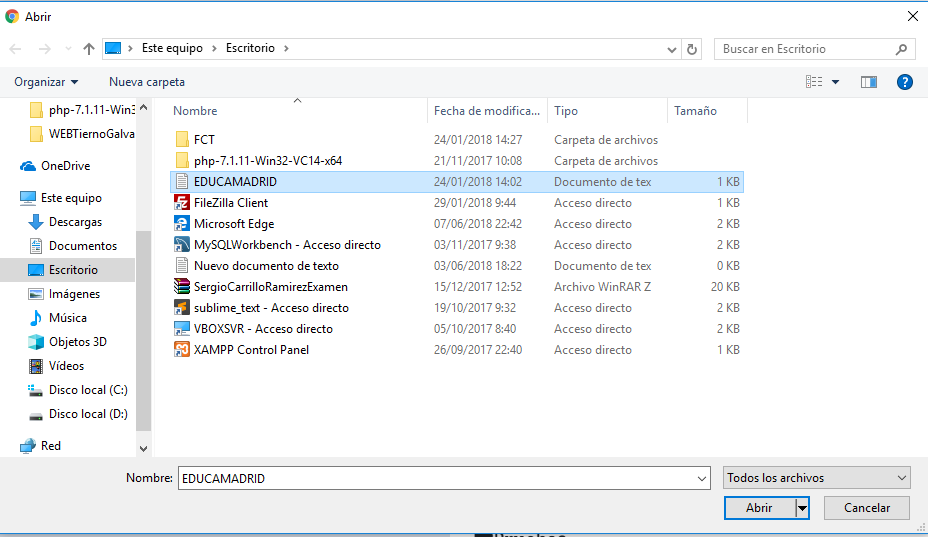 Abrir
Este equipo > Escritorio >
Buscar en Escritorio
Organizar
Nueva carpeta
php-7.1.11-Win3
WEBTiernoGalva
OneDrive
Este equipo
Descargas
Documentos
Escritorio
Imágenes
Música
Objetos 3D
Vídeos
Disco local (C:)
Disco local (D:)
Red
Nombre Fecha de modifica... Tipo Tamaño
FCT 24/01/2018 14:27 Carpeta de archivos
php-7.1.11-Win32-VC14-x64 21/11/2017 10:08 Carpeta de archivos
EDUCAMADRID 24/01/2018 14:02 Documento de tex 1 KB
FileZilla Client 29/01/2018 9:44 Acceso directo 1 KB
Microsoft Edge 07/06/2018 22:42 Acceso directo 2 KB
MySQLWorkbench - Acceso directo 03/11/2017 9:38 Acceso directo 2 KB
Nuevo documento de texto 03/06/2018 18:22 Documento de tex 0 KB
SergioCarrilloRamirezExamen 15/12/2017 12:52 Archivo WinRAR Z 20 KB
sublime_text - Acceso directo 19/10/2017 9:32 Acceso directo 2 KB
VBOXSVR - Acceso directo 05/10/2017 8:40 Acceso directo 2 KB
XAMPP Control Panel 26/09/2017 22:40 Acceso directo 1 KB
Nombre: EDUCAMADRID
Todos los archivos
Abrir
Cancelar